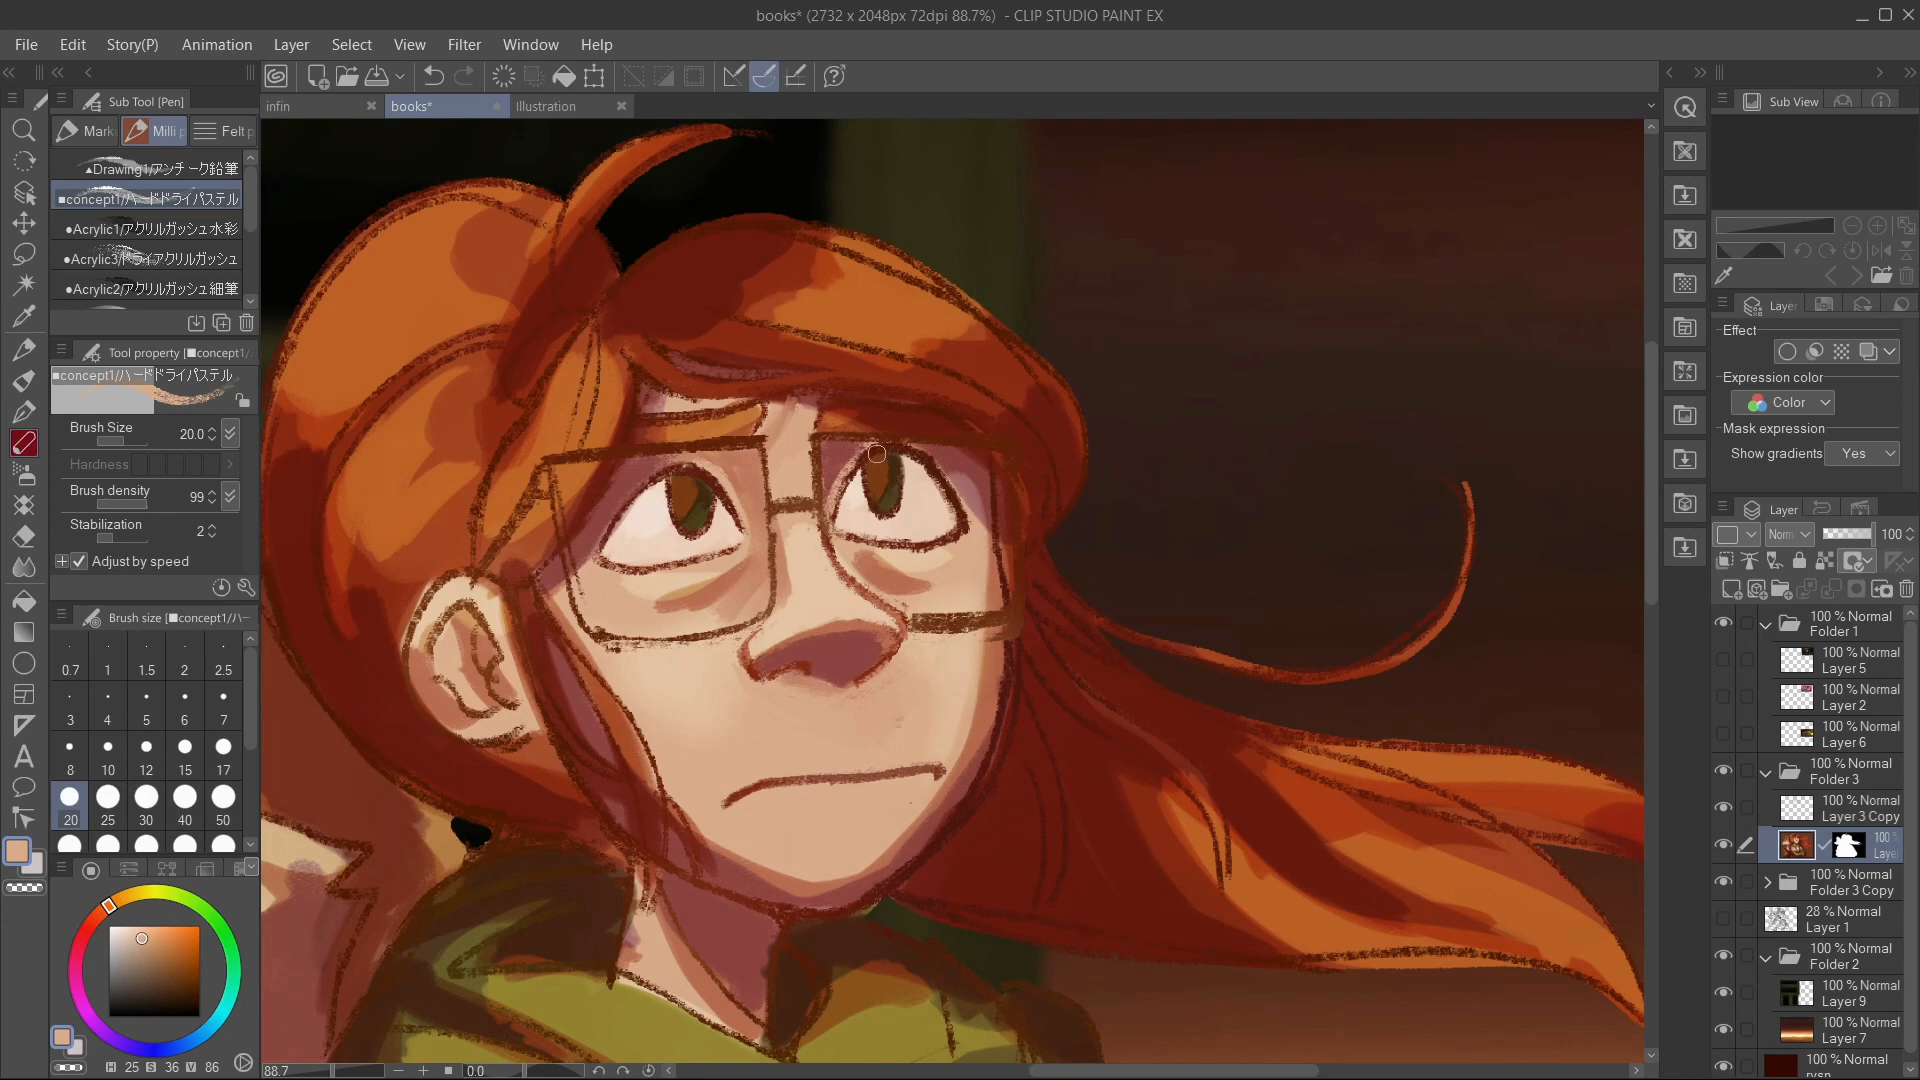 books* (2732 x 2048px 72dpi 88.7%) - CLIP STUDIO PAINT EX
File Edit Story(P) Animation Layer Select View Filter Window Help
infin books* Illustration
Sub Tool [Pen]
Mark Milli p Felt p
▲Drawing1/アンチーク鉛筆
■concept1/ハードドライパステル
●Acrylic1/アクリルガッシュ水彩
●Acrylic3/ドライアクリルガッシュ
●Acrylic2/アクリルガッシュ細筆
Tool property [■concept1/
■concept1/ハードドライパステル
Brush Size 20.0
Hardness
Brush density 99
Stabilization 2
Adjust by speed
Brush size [■concept1/ハ
0.7 1 1.5 2 2.5
3 4 5 6 7
8 10 12 15 17
20 25 30 40 50
H 25 S 36 V 86
88.7 0.0
Sub View
Layer
Effect
Expression color
Color
Mask expression
Show gradients Yes
Layer
Norm 100
100 % Normal
Folder 1
100 % Normal
Layer 5
100 % Normal
Layer 2
100 % Normal
Layer 6
100 % Normal
Folder 3
100 % Normal
Layer 3 Copy
100 %
Laye
100 % Normal
Folder 3 Copy
28 % Normal
Layer 1
100 % Normal
Folder 2
100 % Normal
Layer 9
100 % Normal
Layer 7
100 % Normal